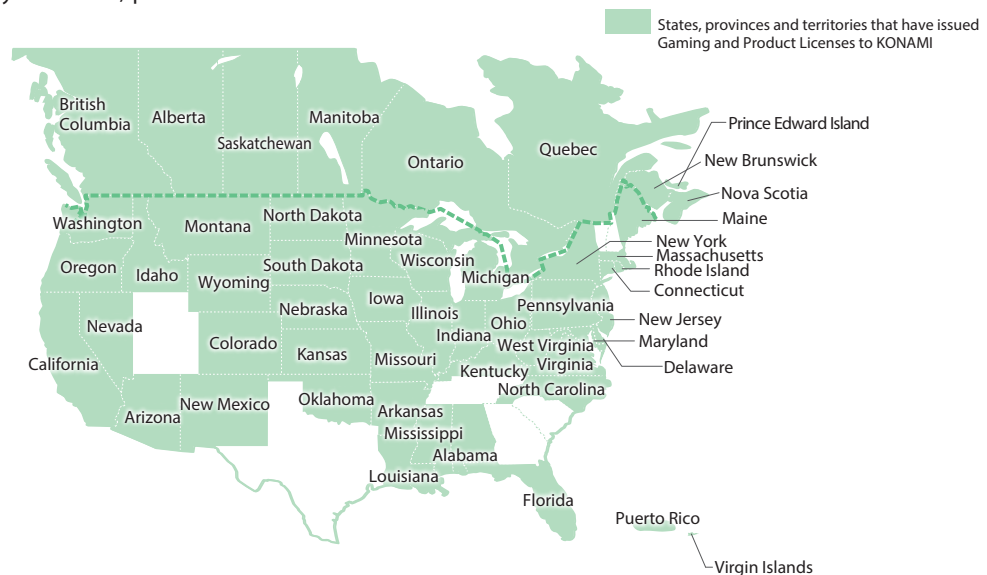 States, provinces and territories that have issued
Gaming and Product Licenses to KONAMI
British
Columbia
Alberta
Saskatchewan
Manitoba
Ontario
Quebec
Prince Edward Island
New Brunswick
Nova Scotia
Maine
New York
Massachusetts
Rhode Island
Connecticut
Washington
Montana
North Dakota
Minnesota
Wisconsin
Michigan
Oregon
Idaho
Wyoming
South Dakota
Nebraska
Iowa
Illinois
Indiana
Ohio
Pennsylvania
New Jersey
Maryland
Delaware
Nevada
California
Colorado
Kansas
Missouri
West Virginia
Virginia
Kentucky
North Carolina
Arizona
New Mexico
Oklahoma
Arkansas
Mississippi
Alabama
Louisiana
Florida
Puerto Rico
Virgin Islands